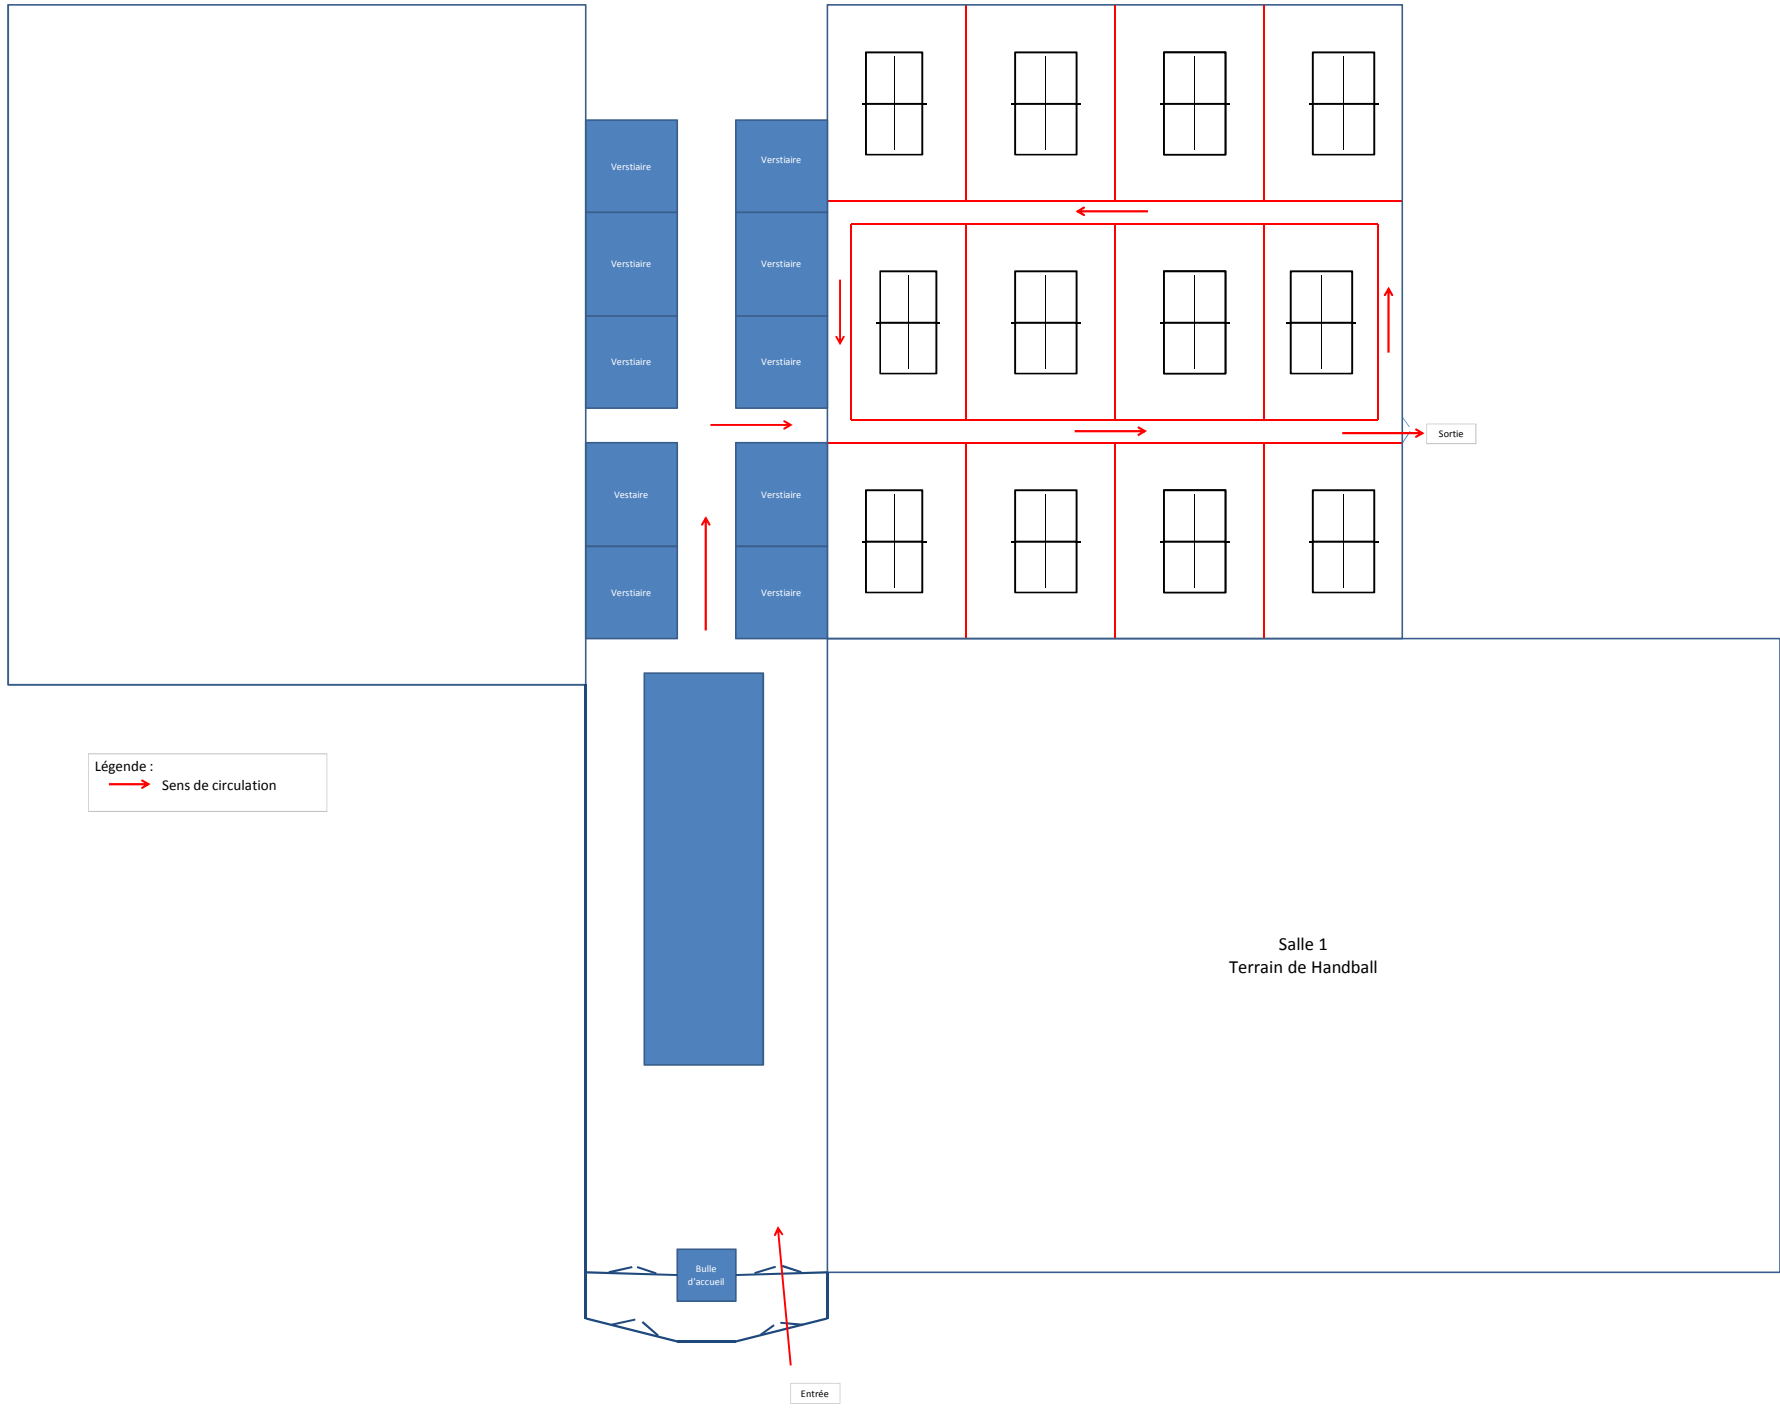 Verstiaire
Verstiaire
Verstiaire
Verstiaire
Verstiaire
Verstiaire
Sortie
Vestaire
Verstiaire
Verstiaire
Verstiaire
Légende :
Sens de circulation
Salle 1
Terrain de Handball
Bulle
d'accueil
Entrée